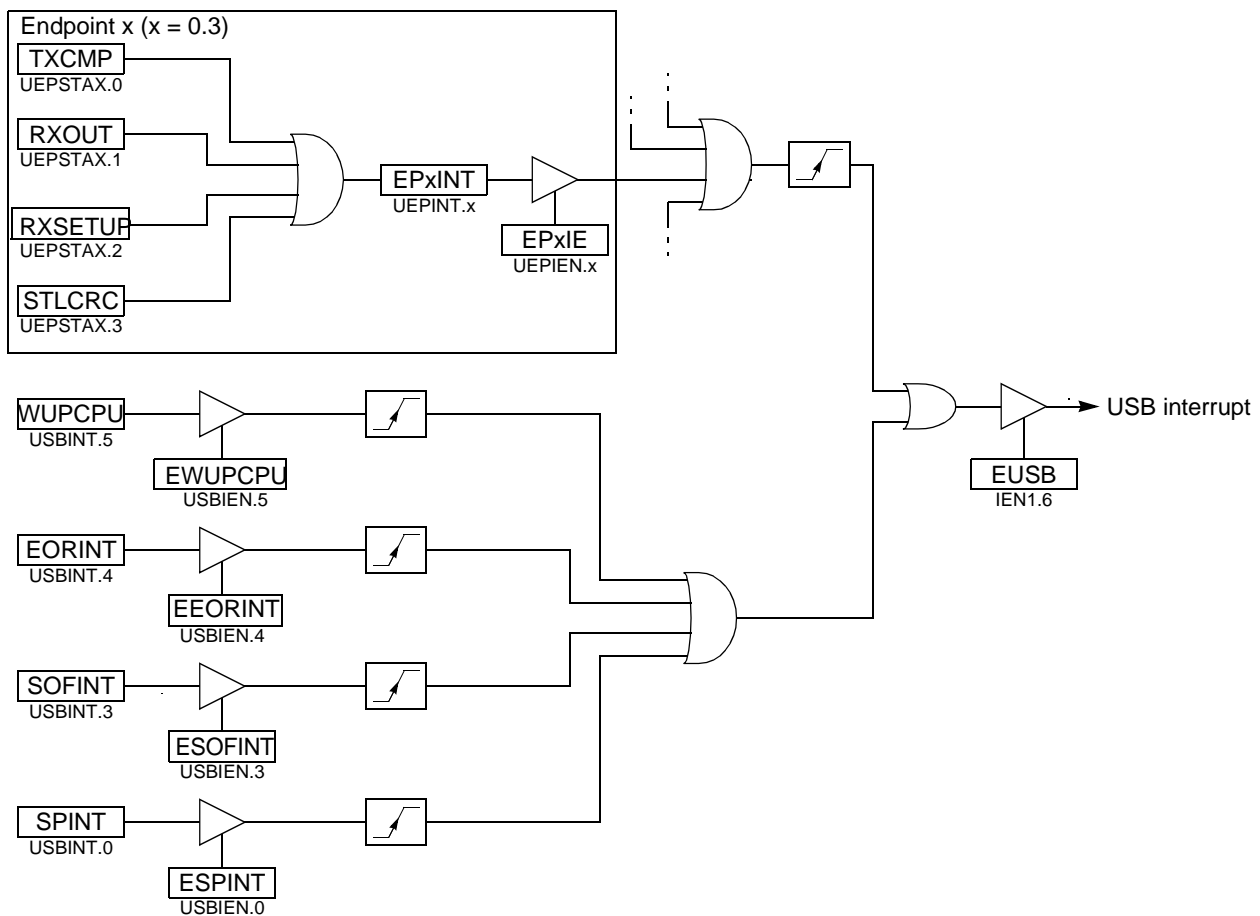 Endpoint x (x = 0.3)
TXCMP
UEPSTAX.0
RXOUT
UEPSTAX.1
RXSETUP
UEPSTAX.2
STLCRC
UEPSTAX.3
EPxINT
UEPINT.x
EPxIE
UEPIEN.x
WUPCPU
USBINT.5
EWUPCPU
USBIEN.5
EUSB
IEN1.6
USB interrupt
EORINT
USBINT.4
EEORINT
USBIEN.4
SOFINT
USBINT.3
ESOFINT
USBIEN.3
SPINT
USBINT.0
ESPINT
USBIEN.0